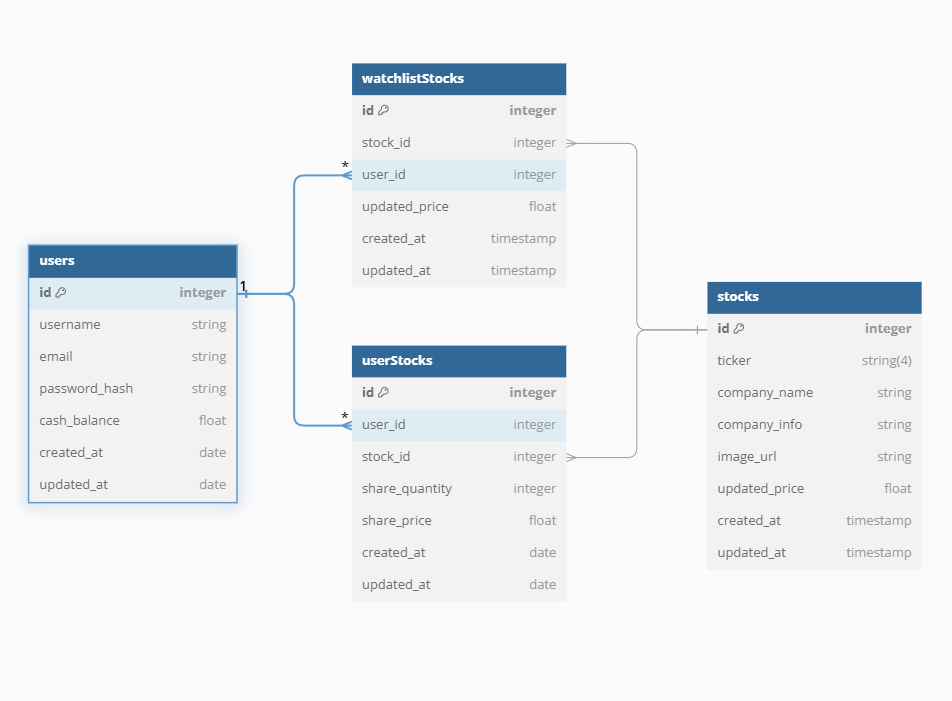 watchlistStocks
id integer
stock_id integer
* user_id integer
updated_price float
created_at timestamp
updated_at timestamp
users
id integer 1
username string
email string
password_hash string
cash_balance float
created_at date
updated_at date
userStocks
id integer
* user_id integer
stock_id integer
share_quantity integer
share_price float
created_at date
updated_at date
stocks
id integer
ticker string(4)
company_name string
company_info string
image_url string
updated_price float
created_at timestamp
updated_at timestamp